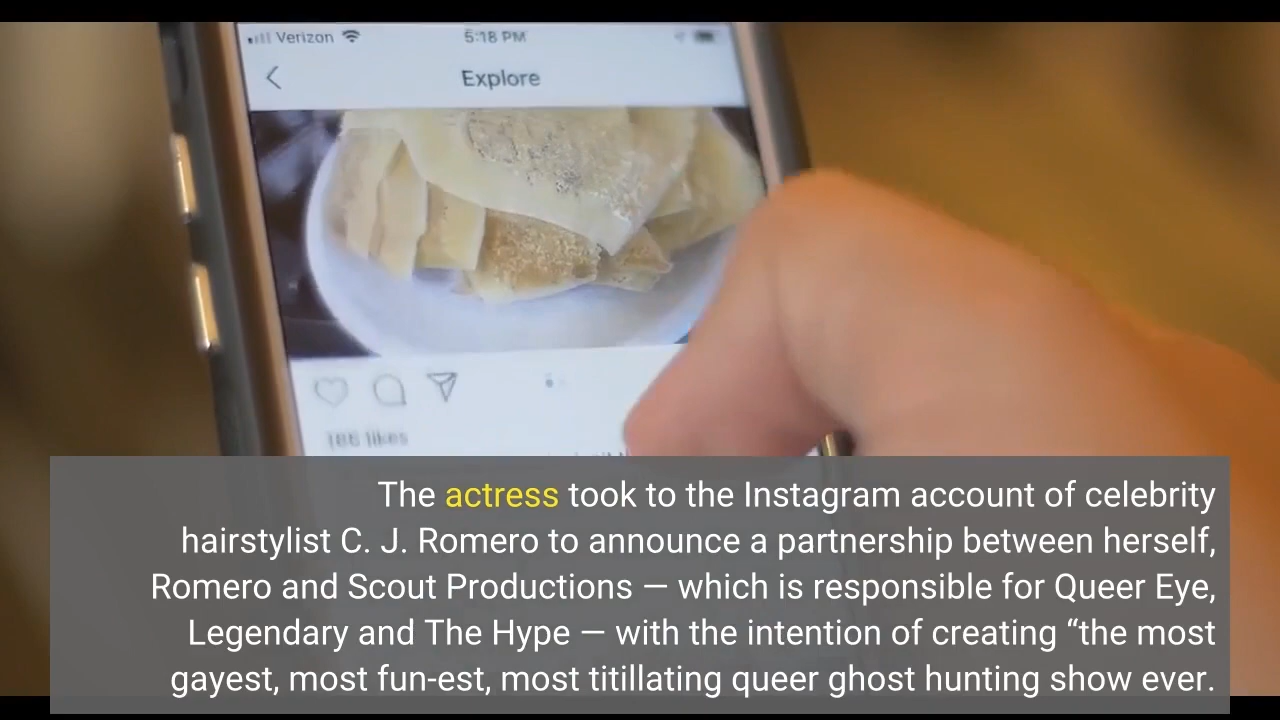 Verizon
5:18 PM
Explore
186 likes
The actress took to the Instagram account of celebrity
hairstylist C. J. Romero to announce a partnership between herself,
Romero and Scout Productions — which is responsible for Queer Eye,
Legendary and The Hype — with the intention of creating “the most
gayest, most fun-est, most titillating queer ghost hunting show ever.